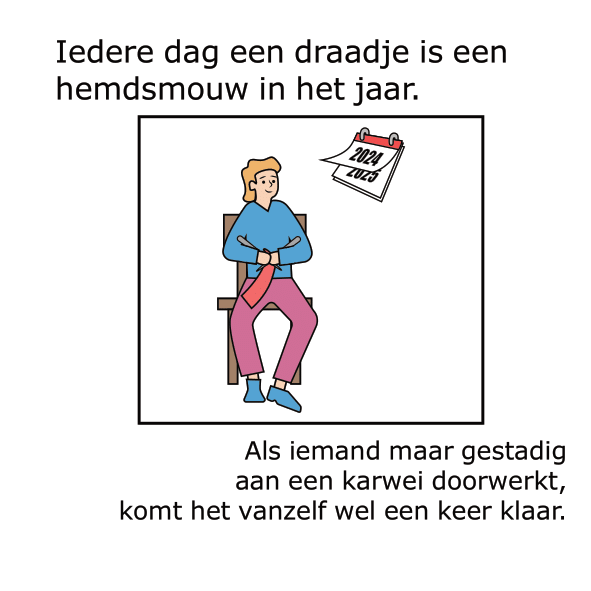 Iedere dag een draadje is een
hemdsmouw in het jaar.
2024
2025
Als iemand maar gestadig
aan een karwei doorwerkt,
komt het vanzelf wel een keer klaar.